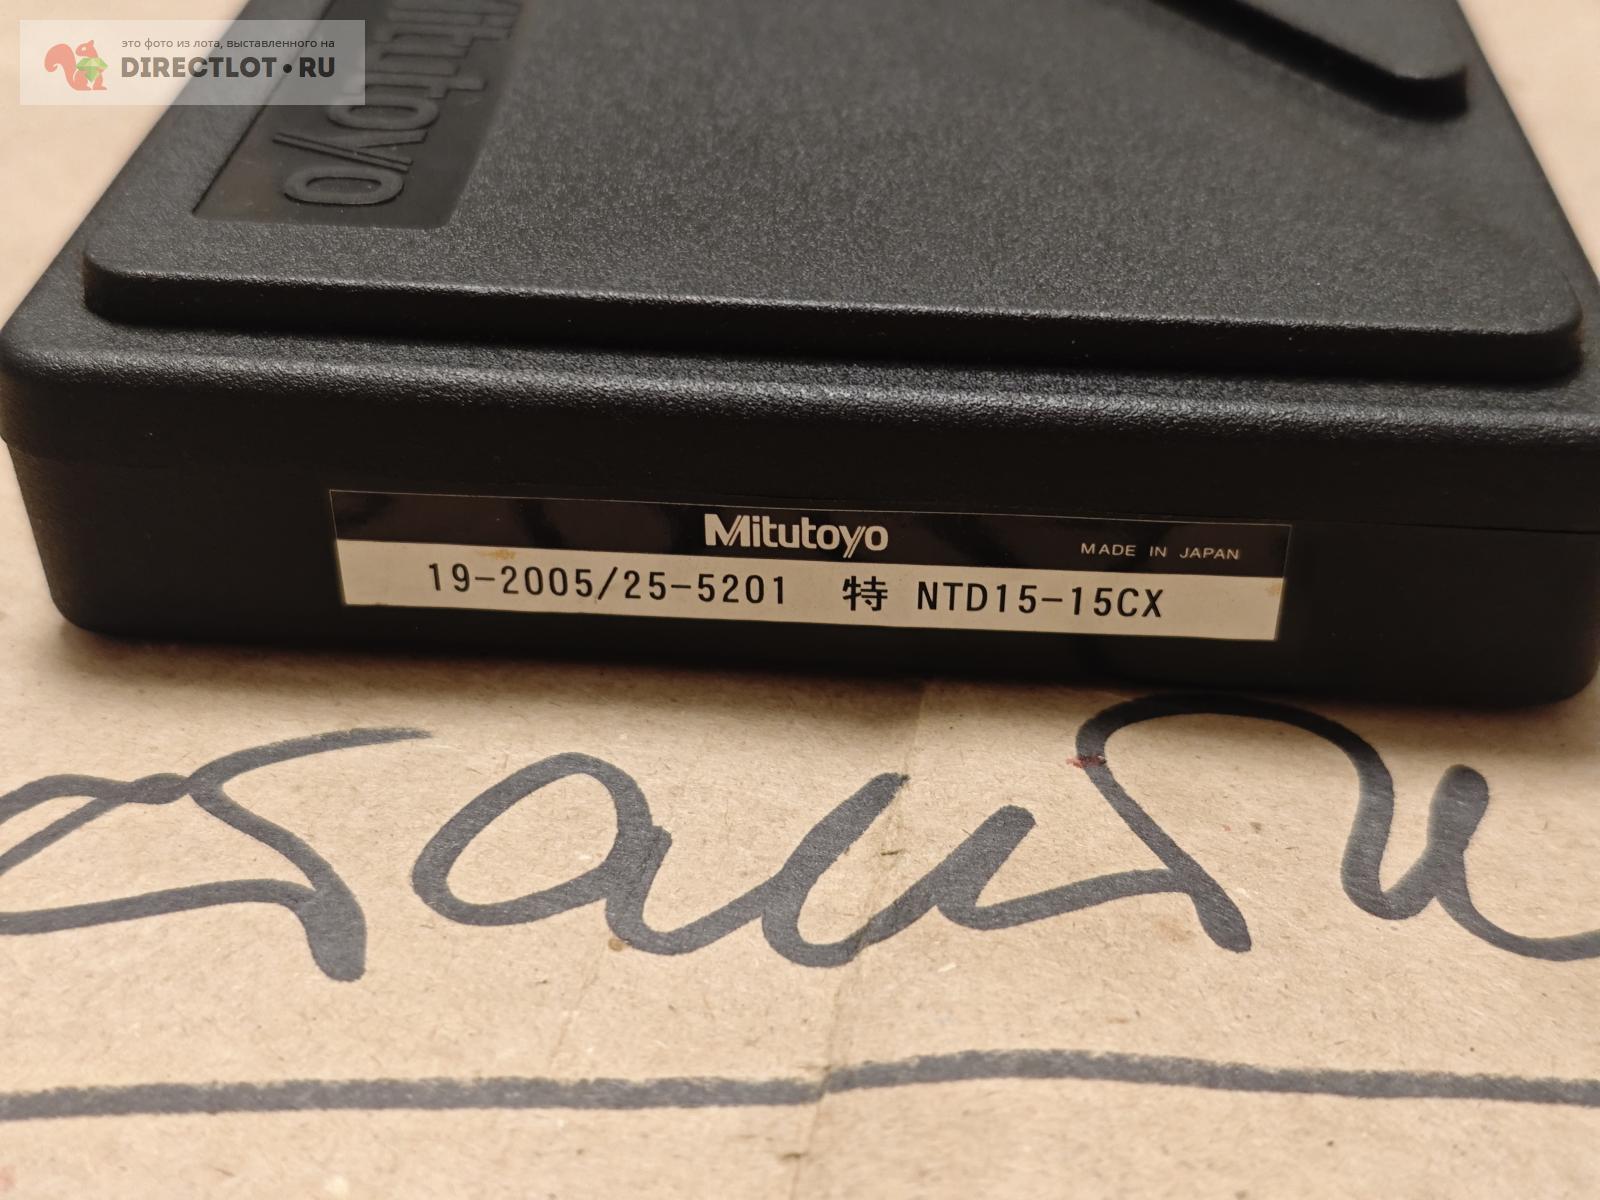 это фото из лота, выставленного на
DIRECTLOT•RU
Mitutoyo
Mitutoyo
MADE IN JAPAN
19-2005/25-5201 特 NTD15-15CX